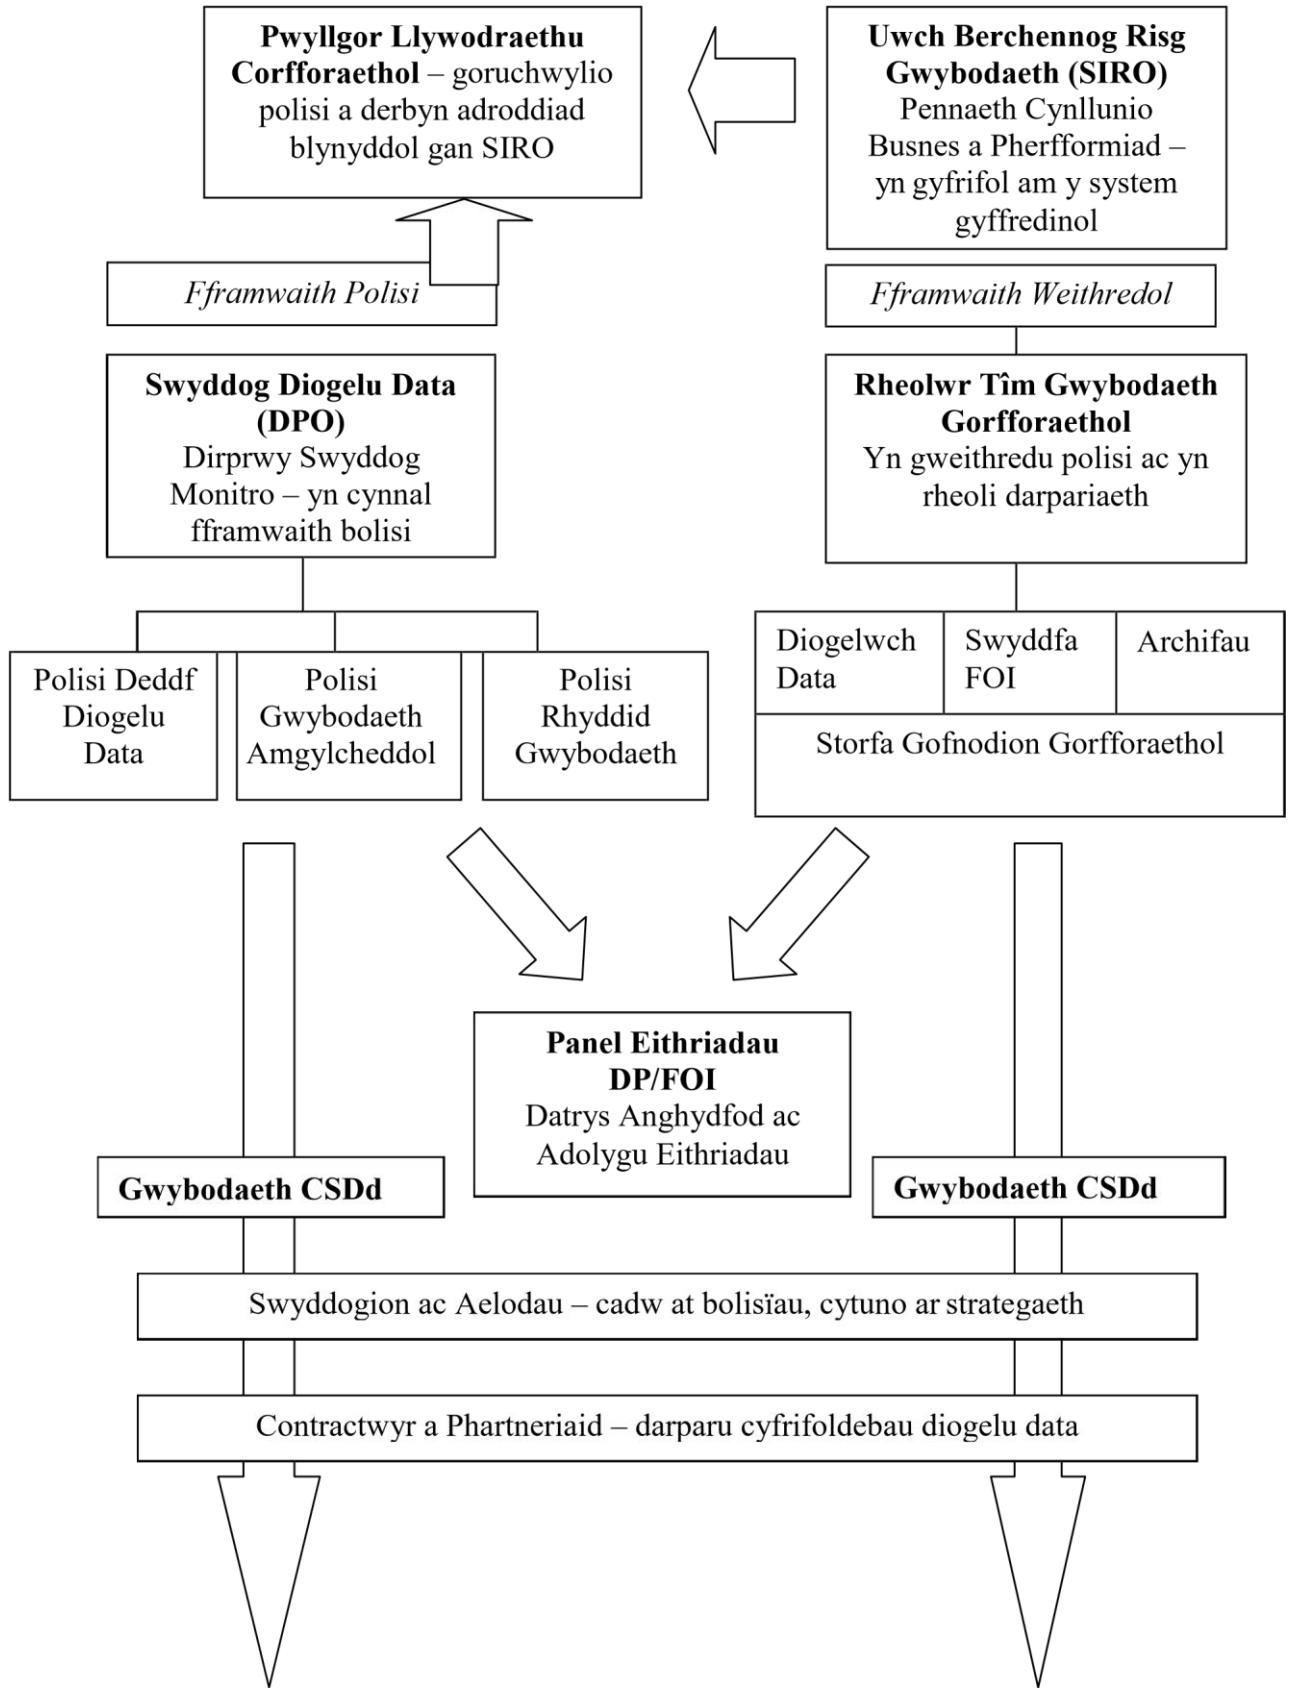 Pwyllgor Llywodraethu
Corfforaethol – goruchwylio
polisi a derbyn adroddiad
blynyddol gan SIRO
Uwch Berchennog Risg
Gwybodaeth (SIRO)
Pennaeth Cynllunio
Busnes a Pherfformiad –
yn gyfrifol am y system
gyffredinol
Fframwaith Polisi
Fframwaith Weithredol
Swyddog Diogelu Data
(DPO)
Dirprwy Swyddog
Monitro – yn cynnal
fframwaith bolisi
Rheolwr Tîm Gwybodaeth
Gorfforaethol
Yn gweithredu polisi ac yn
rheoli darpariaeth
Polisi Deddf
Diogelu
Data
Polisi
Gwybodaeth
Amgylcheddol
Polisi
Rhyddid
Gwybodaeth
Diogelwch
Data
Swyddfa
FOI
Archifau
Storfa Gofnodion Gorfforaethol
Panel Eithriadau
DP/FOI
Datrys Anghydfod ac
Adolygu Eithriadau
Gwybodaeth CSDd
Gwybodaeth CSDd
Swyddogion ac Aelodau – cadw at bolisïau, cytuno ar strategaeth
Contractwyr a Phartneriaid – darparu cyfrifoldebau diogelu data